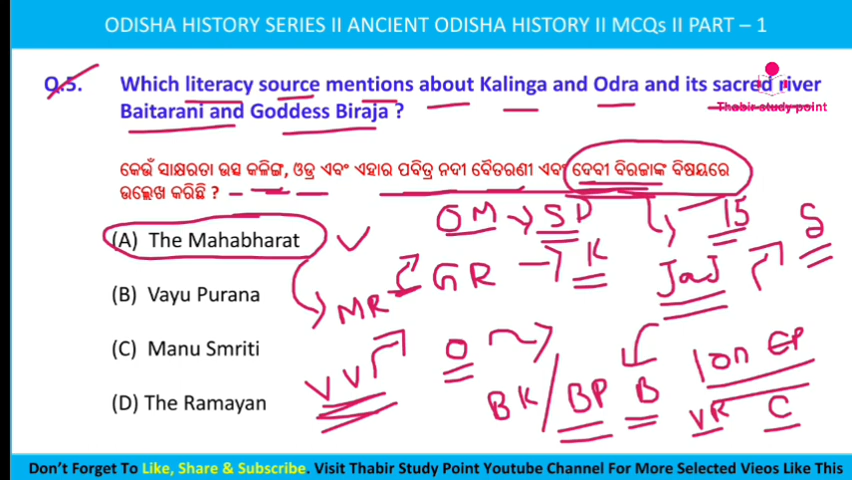 ODISHA HISTORY SERIES II ANCIENT ODISHA HISTORY II MCQs II PART – 1
Q.5. Which literacy source mentions about Kalinga and Odra and its sacred river
Thabir study point
Baitarani and Goddess Biraja ?
କେଉଁ ସାକ୍ଷରତା ଉତ୍ସ କଳିଙ୍ଗ, ଓଡ୍ର ଏବଂ ଏହାର ପବିତ୍ର ନଦୀ ବୈତରଣୀ ଏବଂ ଦେବୀ ବିରଜାଙ୍କ ବିଷୟରେ
ଉଲ୍ଲେଖ କରିଛି ?
GM SP 15 S
(A) The Mahabharat
GR K JaJ
(B) Vayu Purana
MR
(C) Manu Smriti
O 10n EP
VV BK/BP B VR C
(D) The Ramayan
Don't Forget To Like, Share & Subscribe. Visit Thabir Study Point Youtube Channel For More Selected Vieos Like This